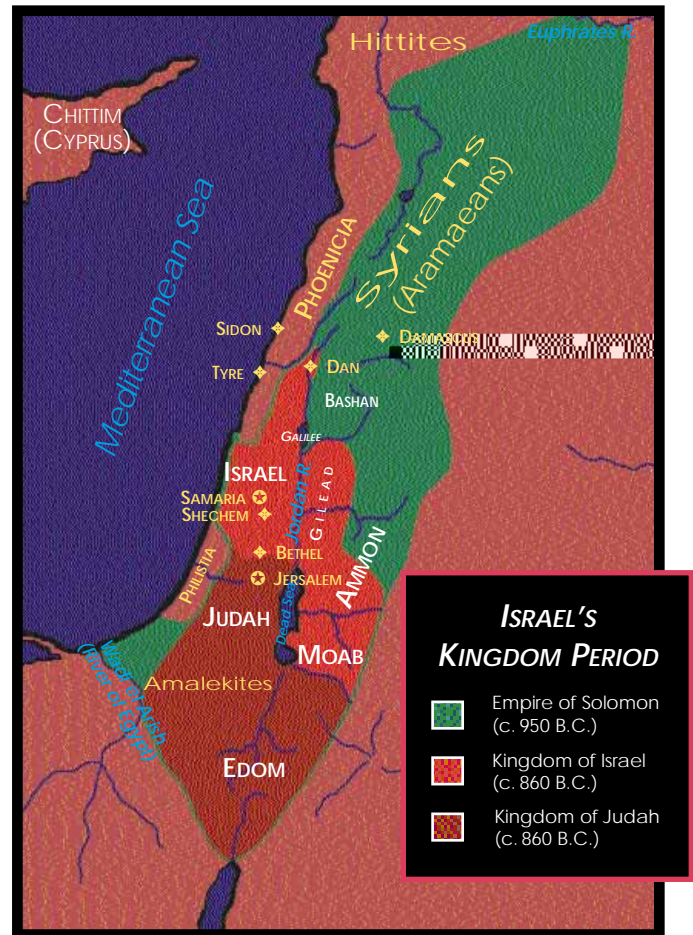 Hittites
Euphrates R.
CHITTIM
(CYPRUS)
Mediterranean Sea
Syrians
(Aramaeans)
PHOENICIA
SIDON
DAMASCUS
TYRE
DAN
BASHAN
GALILEE
ISRAEL
Jordan R.
GILEAD
SAMARIA
SHECHEM
BETHEL
AMMON
PHILISTIA
JERSALEM
JUDAH
Dead Sea
MOAB
Wadi el Arish
(River of Egypt)
Amalekites
EDOM
ISRAEL'S
KINGDOM PERIOD
Empire of Solomon
(c. 950 B.C.)
Kingdom of Israel
(c. 860 B.C.)
Kingdom of Judah
(c. 860 B.C.)